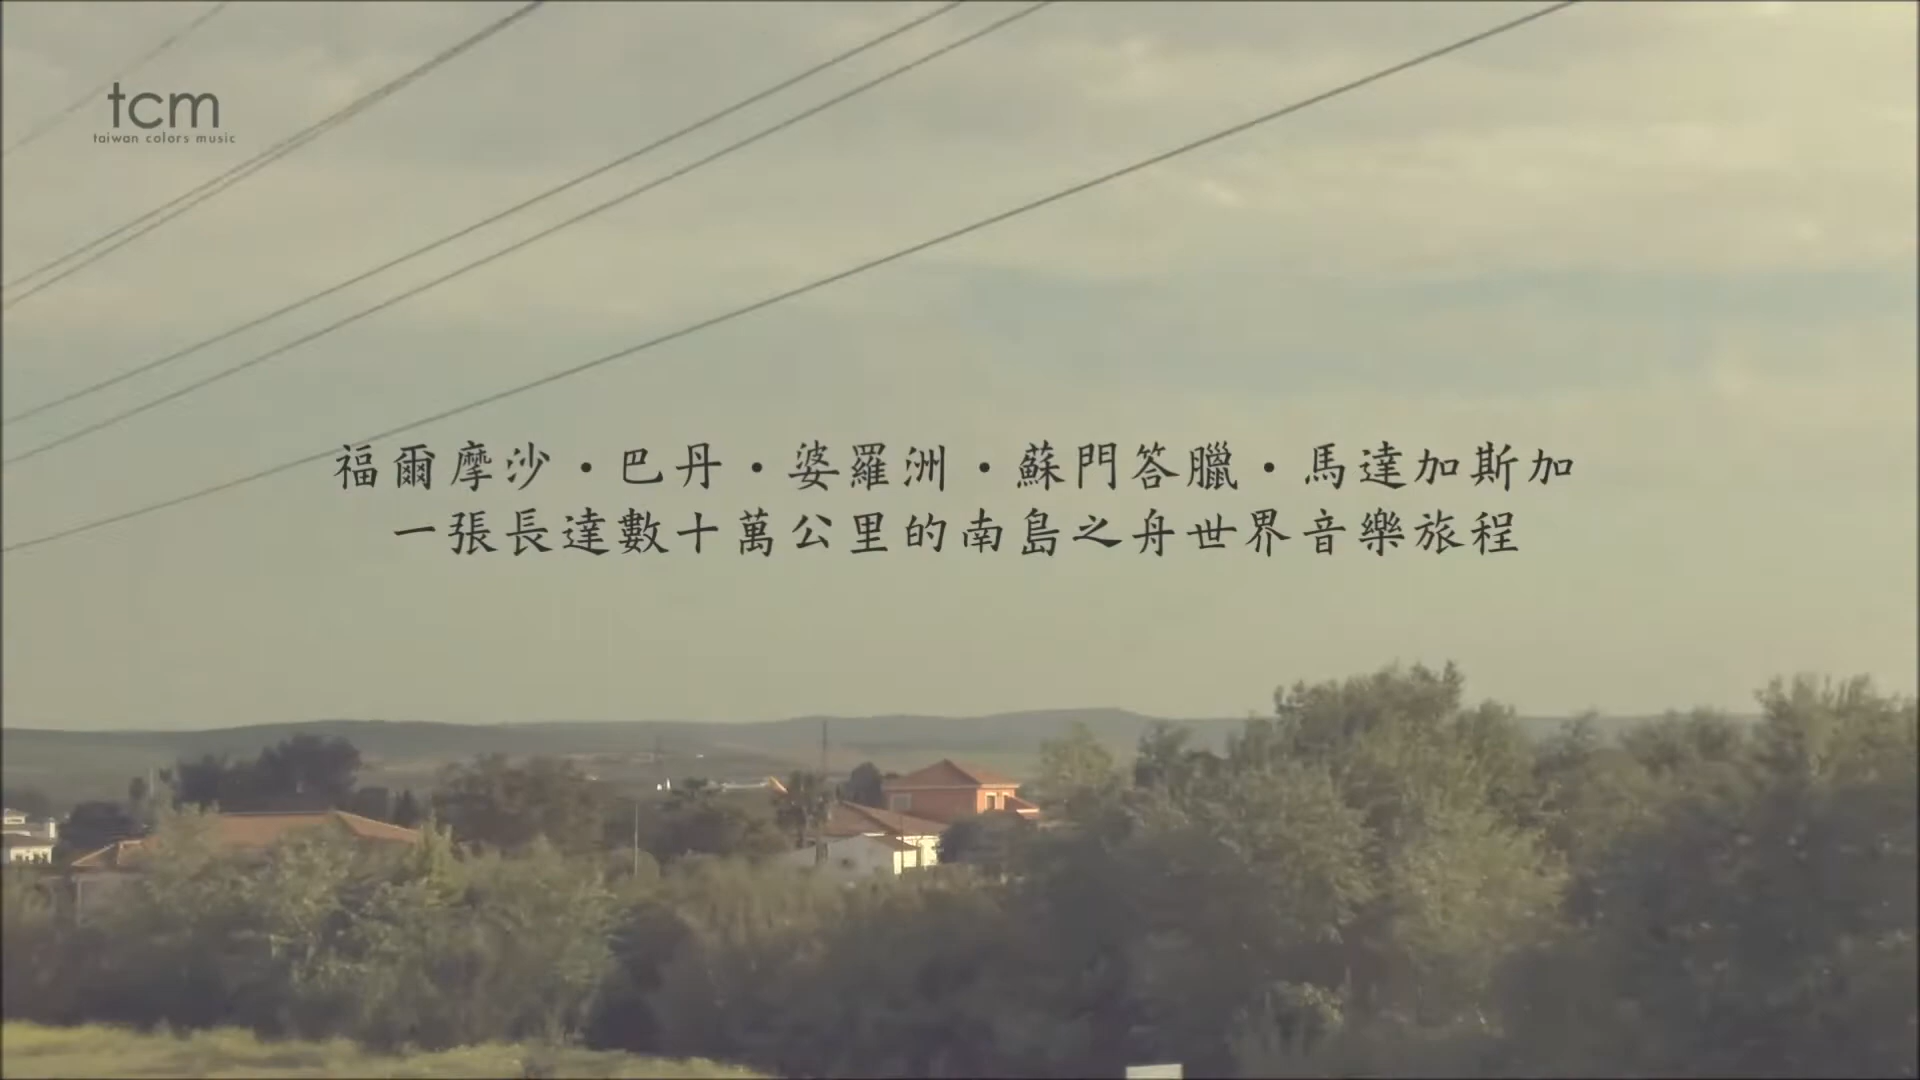 tcm
taiwan colors music
福爾摩沙・巴丹・婆羅洲・蘇門答臘・馬達加斯加
一張長達數十萬公里的南島之舟世界音樂旅程